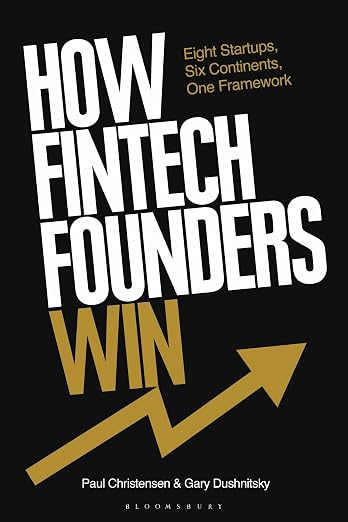 HOW
Eight Startups,
Six Continents,
One Framework
FINTECH
FOUNDERS
WIN
Paul Christensen & Gary Dushnitsky
BLOOMSBURY